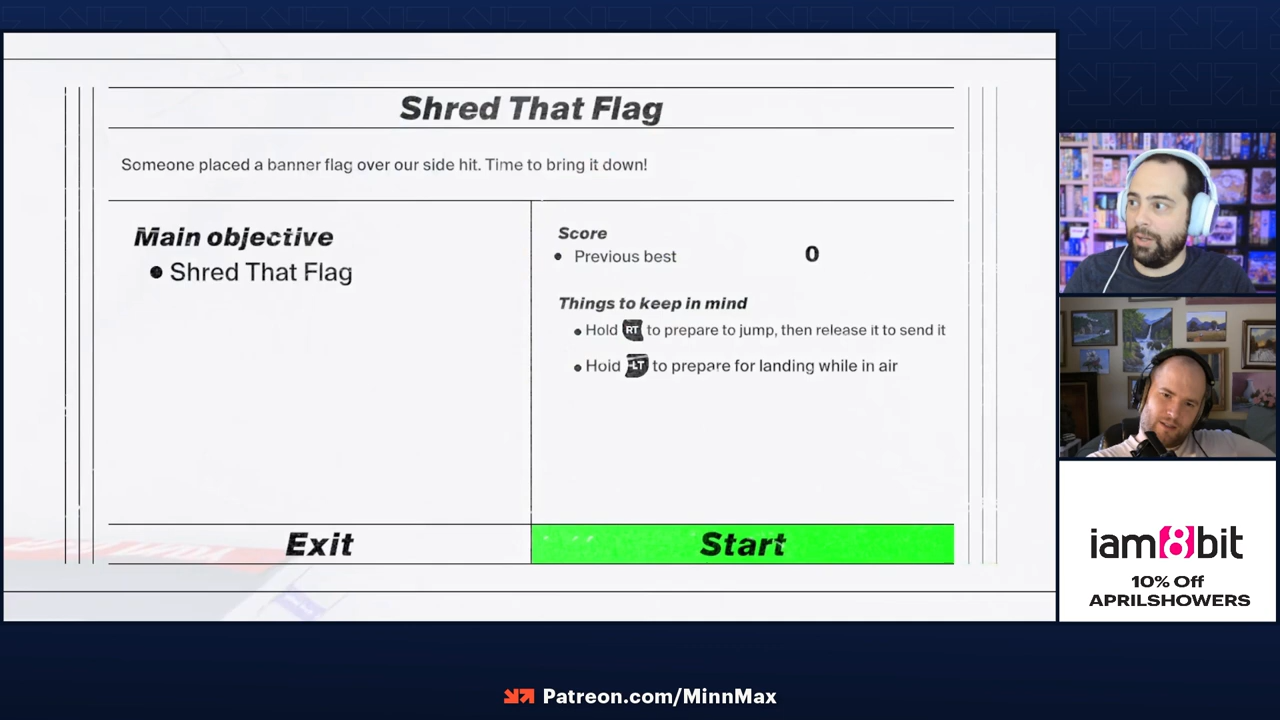 Shred That Flag
Someone placed a banner flag over our side hit. Time to bring it down!
Main objective
Shred That Flag
Score
Previous best
0
Things to keep in mind
Hold RT to prepare to jump, then release it to send it
Hold LT to prepare for landing while in air
Exit
Start
iam8bit
10% Off
APRILSHOWERS
Patreon.com/MinnMax